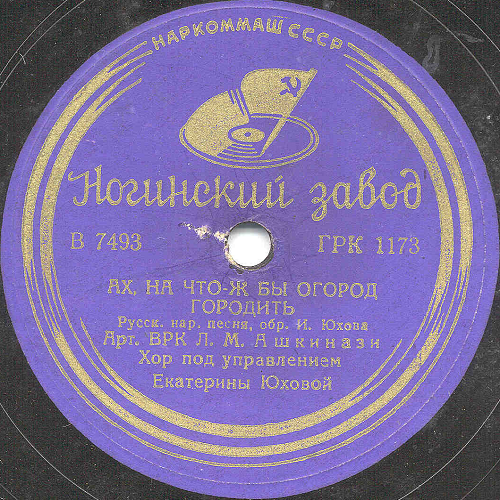 НАРКОММАШ СССР
Ногинский завод
В 7493
ГРК 1173
АХ, НА ЧТО-Ж БЫ ОГОРОД
ГОРОДИТЬ
Русск. нар. песня, обр. И. Юхова
Арт. ВРК Л. М. Ашкинази
Хор под управлением
Екатерины Юховой